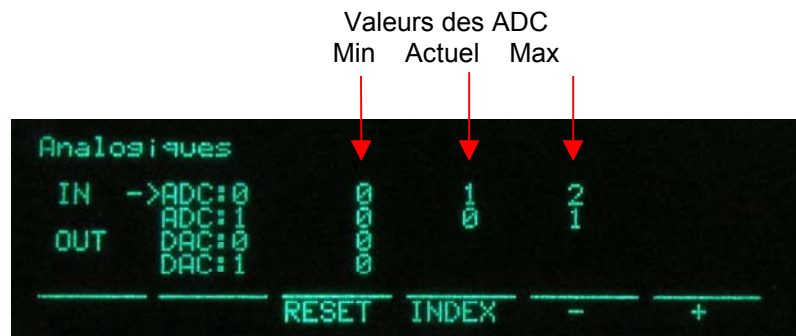 Valeurs des ADC
Min Actuel Max
Analogiques
IN ->ADC:0 0 1 2
ADC:1 0 0 1
OUT DAC:0 0
DAC:1 0
RESET INDEX - +